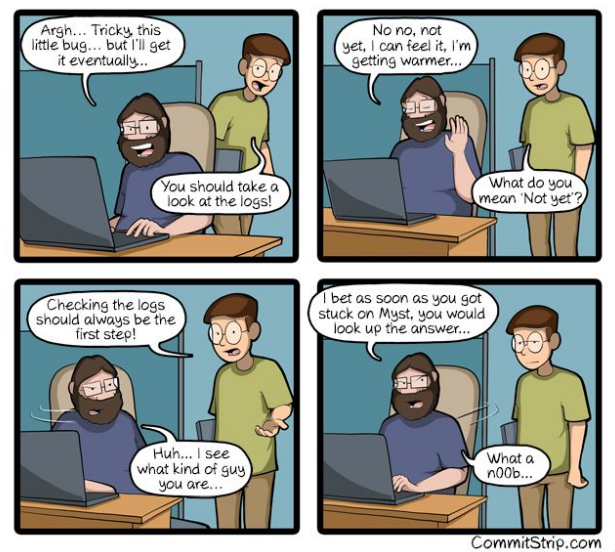 Argh... Tricky, this
little bug... but I'll get
it eventually...
You should take a
look at the logs!
No no, not
yet, I can feel it, I'm
getting warmer...
What do you
mean 'Not yet'?
Checking the logs
should always be the
first step!
Huh... I see
what kind of guy
you are...
I bet as soon as you got
stuck on Myst, you would
look up the answer...
What a
n00b...
CommitStrip.com